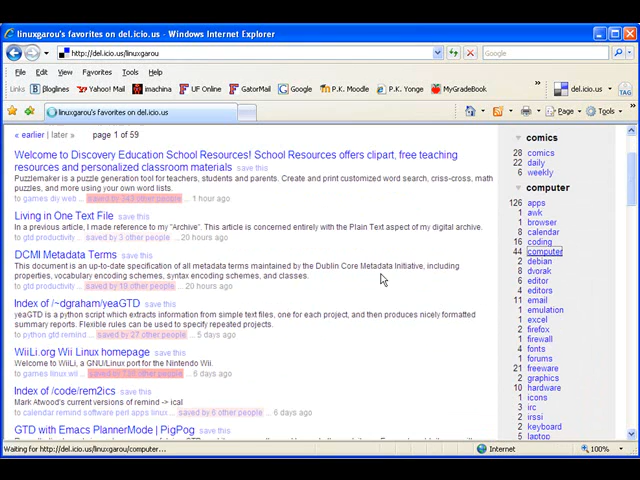 linuxgarou's favorites on del.icio.us - Windows Internet Explorer
http://del.icio.us/linuxgarou
Google
File Edit View Favorites Tools Help
Links Bloglines Yahoo! Mail imachina UF Online GatorMail Google P.K. Moodle P.K. Yonge MyGradeBook » del.icio.us TAG
linuxgarou's favorites on del.icio.us
Page Tools
« earlier | later » page 1 of 59
Welcome to Discovery Education School Resources! School Resources offers clipart, free teaching
resources and personalized classroom materials save this
Puzzlemaker is a puzzle generation tool for teachers, students and parents. Create and print customized word search, criss-cross, math
puzzles, and more using your own word lists.
to games diy web ... saved by 343 other people ... 1 hour ago
Living in One Text File save this
In a previous article, I made reference to my "Archive". This article is concerned entirely with the Plain Text aspect of my digital archive.
to gtd productivity ... saved by 3 other people ... 20 hours ago
DCMI Metadata Terms save this
This document is an up-to-date specification of all metadata terms maintained by the Dublin Core Metadata Initiative, including
properties, vocabulary encoding schemes, syntax encoding schemes, and classes.
to gtd productivity ... saved by 19 other people ... 20 hours ago
Index of /~dgraham/yeaGTD save this
yeaGTD is a python script which extracts information from simple text files, one for each project, and then produces nicely formatted
summary reports. Flexible rules can be used to specify repeated projects.
to python gtd remind ... saved by 27 other people ... 5 days ago
WiiLi.org Wii Linux homepage save this
Welcome to WiiLi, a GNU/Linux port for the Nintendo Wii.
to games linux wii ... other people ... 5 days ago
Index of /code/rem2ics save this
Mark Atwood's current versions of remind -> ical
to calendar remind software perl apps linux ... saved by 6 other people ... 6 days ago
GTD with Emacs PlannerMode | PigPog save this
comics
28 comics
22 daily
6 weekly
computer
126 apps
1 awk
1 browser
8 calendar
16 coding
44 computer
12 debian
8 dvorak
6 editor
4 editors
11 email
10 emulation
1 excel
2 firefox
1 firewall
4 fonts
1 forums
21 freeware
2 graphics
10 hardware
1 icons
2 irc
1 irssi
2 keyboard
5 laptop
Waiting for http://del.icio.us/linuxgarou/computer... Internet 100%